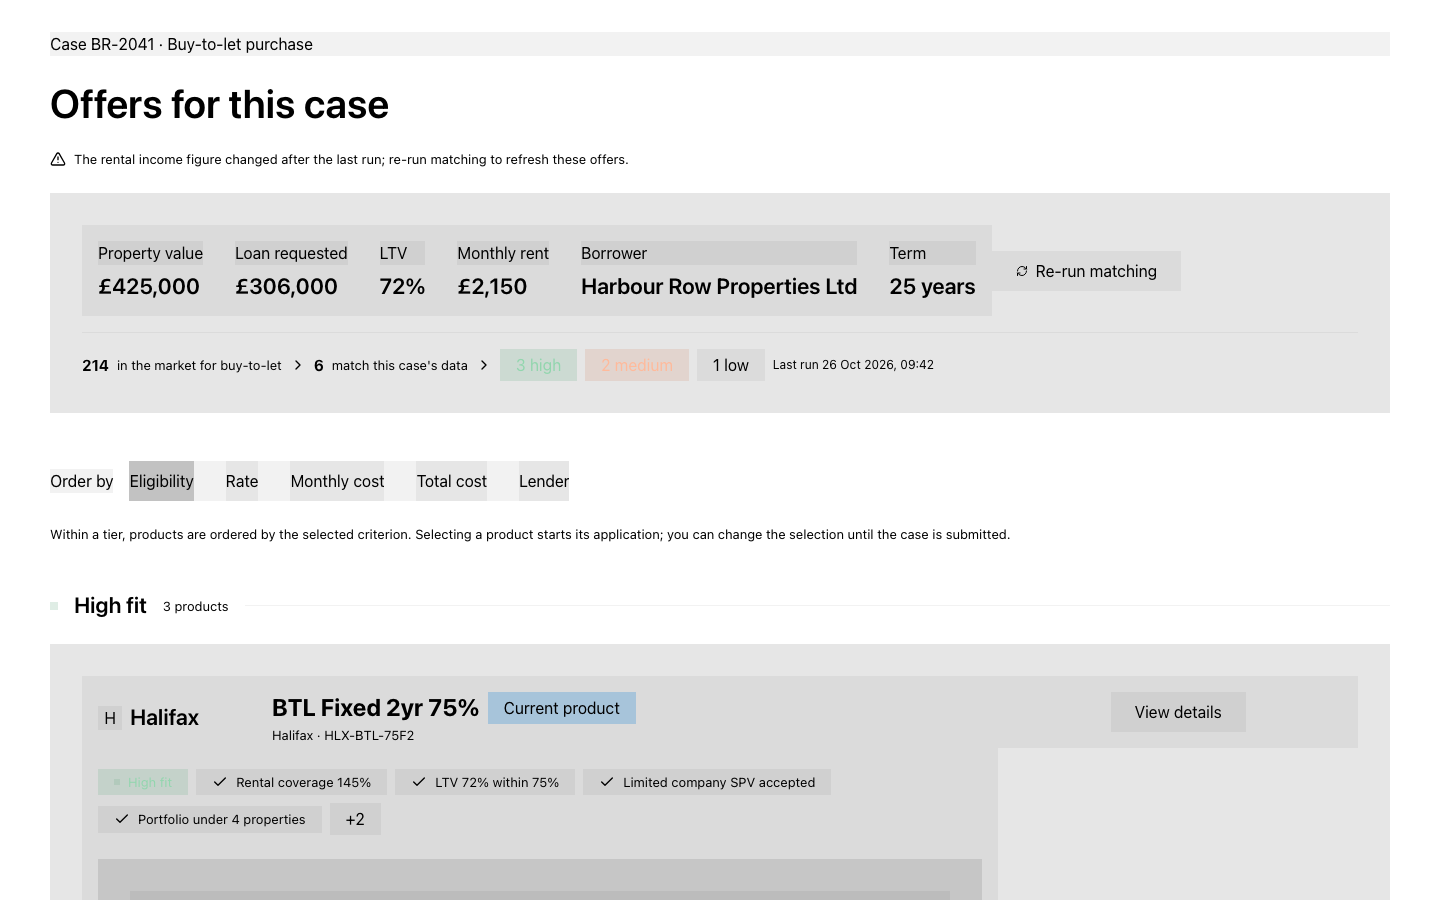 Case BR-2041 · Buy-to-let purchase
Offers for this case
The rental income figure changed after the last run; re-run matching to refresh these offers.
Property value Loan requested LTV Monthly rent Borrower Term
£425,000 £306,000 72% £2,150 Harbour Row Properties Ltd 25 years
Re-run matching
214 in the market for buy-to-let 6 match this case's data 3 high 2 medium 1 low Last run 26 Oct 2026, 09:42
Order by Eligibility Rate Monthly cost Total cost Lender
Within a tier, products are ordered by the selected criterion. Selecting a product starts its application; you can change the selection until the case is submitted.
High fit 3 products
H Halifax BTL Fixed 2yr 75% Current product View details
Halifax · HLX-BTL-75F2
High fit Rental coverage 145% LTV 72% within 75% Limited company SPV accepted
Portfolio under 4 properties +2